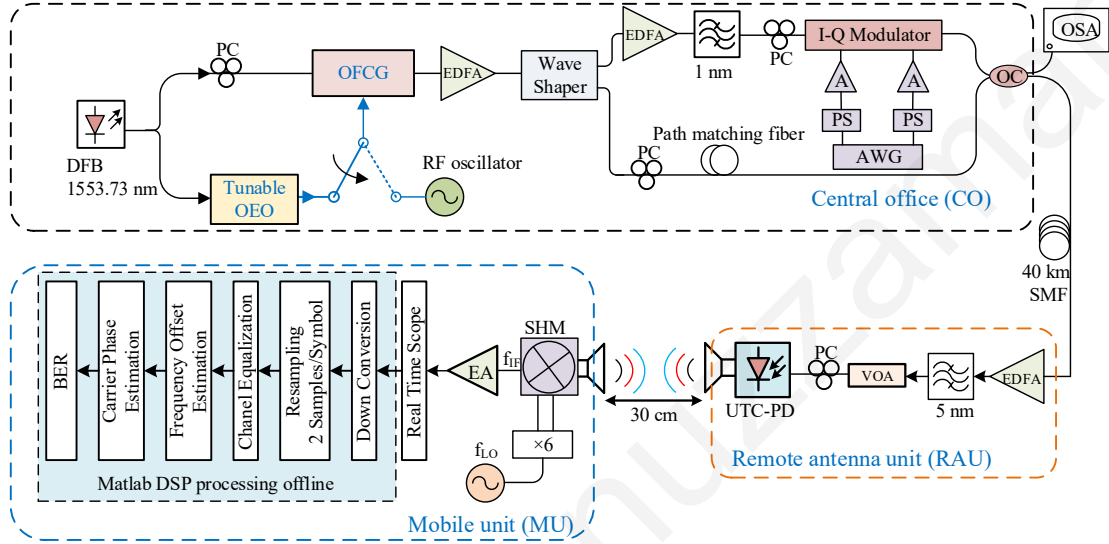 PC
OFCG
EDFA
Wave
Shaper
EDFA
1 nm
PC
I-Q Modulator
A
A
PS
PS
AWG
OC
OSA
DFB
1553.73 nm
Tunable
OEO
RF oscillator
PC
Path matching fiber
Central office (CO)
40 km
SMF
BER
Carrier Phase
Estimation
Frequency Offset
Estimation
Channel Equalization
Resampling
2 Samples/Symbol
Down Conversion
Real Time Scope
Matlab DSP processing offline
EA
f_IF
SHM
×6
f_LO
Mobile unit (MU)
30 cm
UTC-PD
PC
VOA
5 nm
EDFA
Remote antenna unit (RAU)